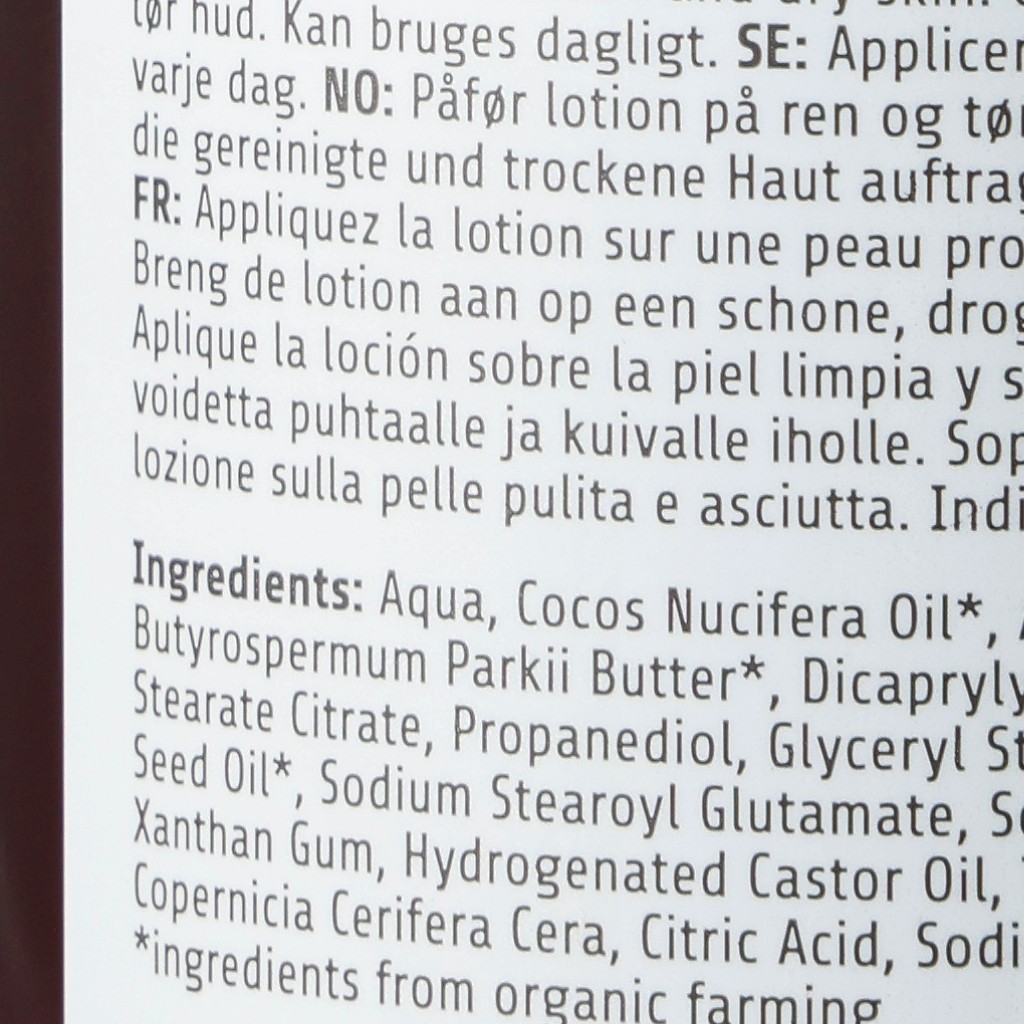 tør hud. Kan bruges dagligt. SE: Applicer
varje dag. NO: Påfør lotion på ren og tør
die gereinigte und trockene Haut auftrag
FR: Appliquez la lotion sur une peau pro
Breng de lotion aan op een schone, drog
Aplique la loción sobre la piel limpia y s
voidetta puhtaalle ja kuivalle iholle. Sop
lozione sulla pelle pulita e asciutta. Indi
Ingredients: Aqua, Cocos Nucifera Oil*,
Butyrospermum Parkii Butter*, Dicapryly
Stearate Citrate, Propanediol, Glyceryl St
Seed Oil*, Sodium Stearoyl Glutamate, So
Xanthan Gum, Hydrogenated Castor Oil,
Copernicia Cerifera Cera, Citric Acid, Sodi
*ingredients from organic farming